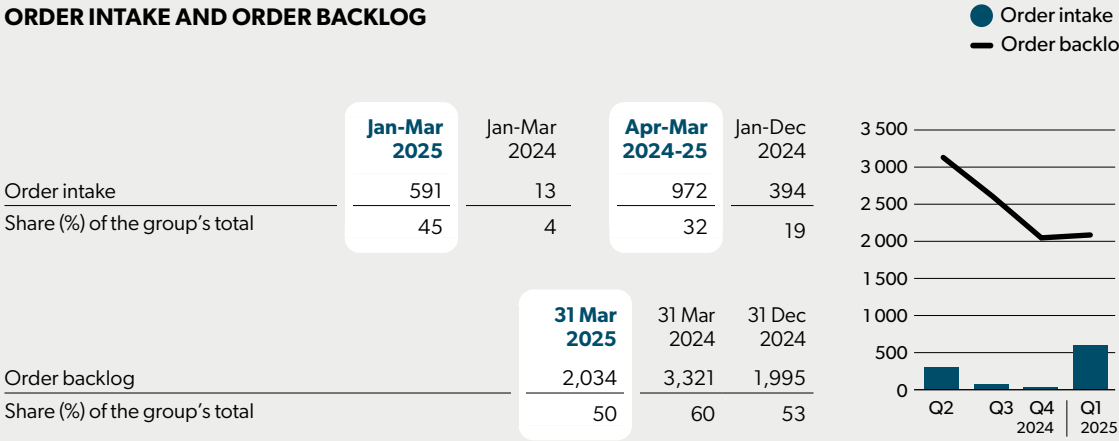 ORDER INTAKE AND ORDER BACKLOG
Order intake
Order backlo
Jan-Mar 2025 Jan-Mar 2024 Apr-Mar 2024-25 Jan-Dec 2024
Order intake 591 13 972 394
Share (%) of the group's total 45 4 32 19
31 Mar 2025 31 Mar 2024 31 Dec 2024
Order backlog 2,034 3,321 1,995
Share (%) of the group's total 50 60 53
3 500
3 000
2 500
2 000
1 500
1 000
500
0
Q2 Q3 Q4 Q1
2024 2025